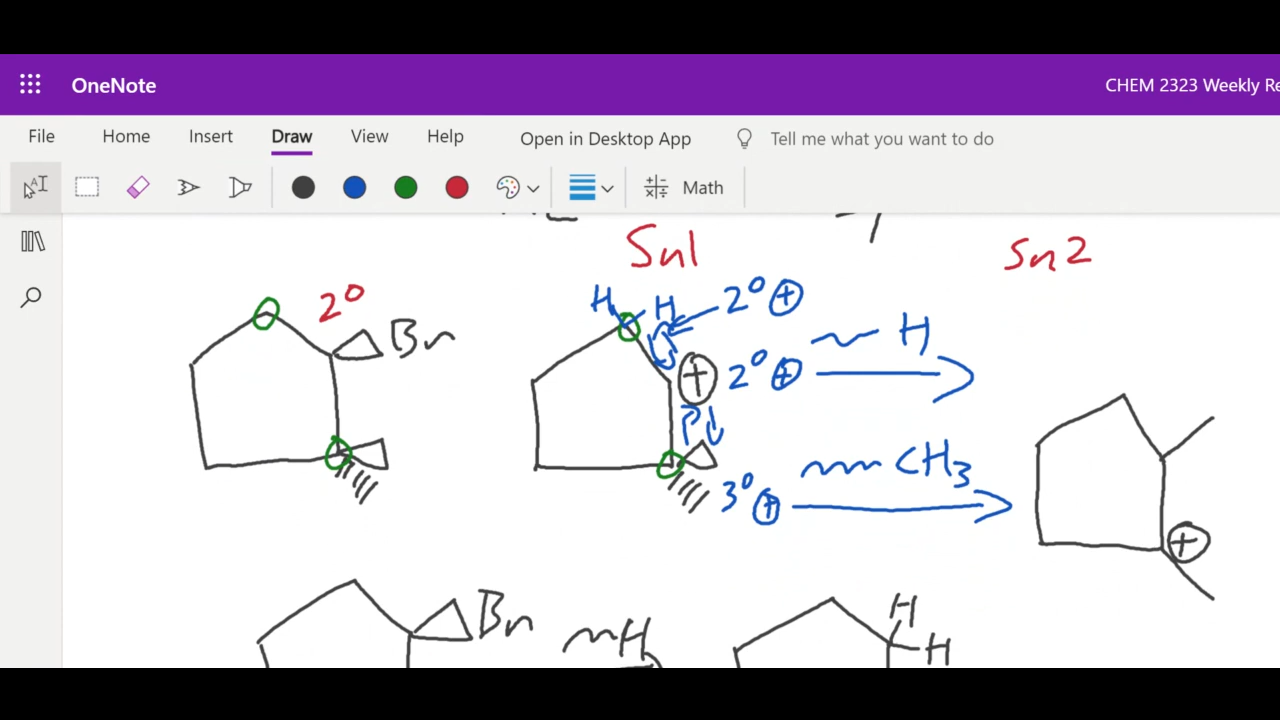 OneNote
CHEM 2323 Weekly Re
File Home Insert Draw View Help Open in Desktop App Tell me what you want to do
Math
Sn1
Sn2
2° Br
H H 2° +
+ 2° + H
3° + CH3
+
Br H
H
H